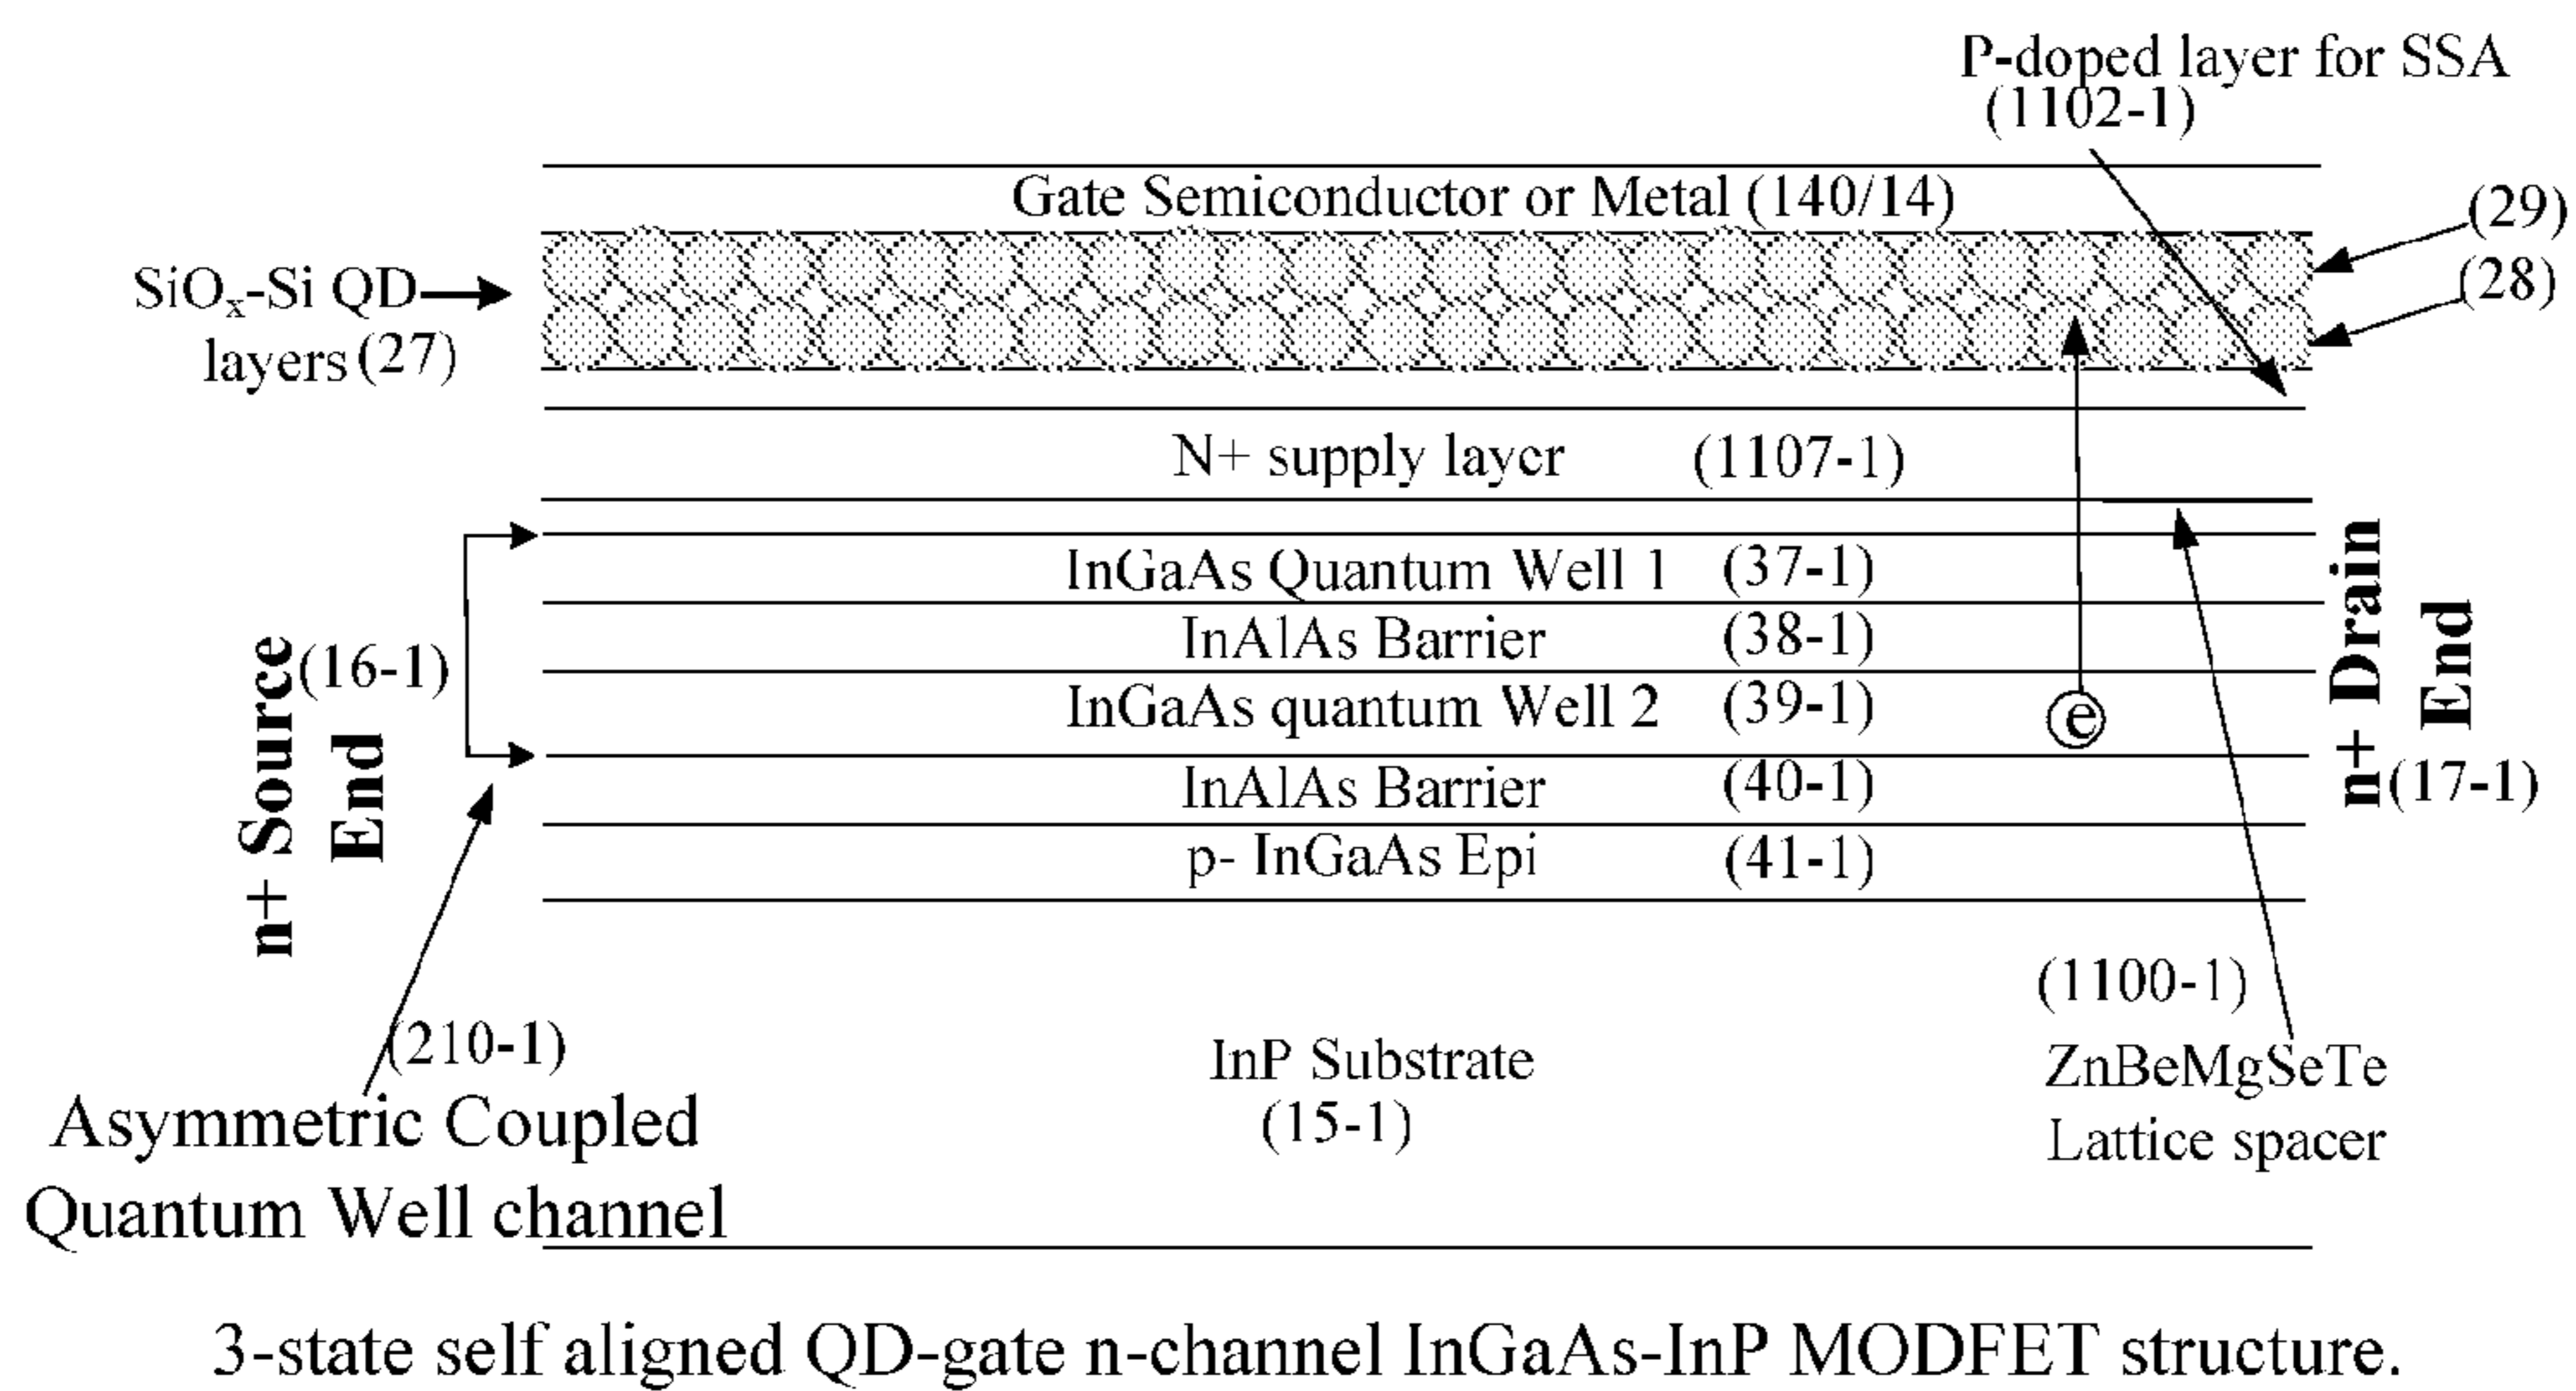 P-doped layer for SSA
(1102-1)
Gate Semiconductor or Metal (140/14)
(29)
SiOx-Si QD
layers (27)
(28)
N+ supply layer (1107-1)
InGaAs Quantum Well 1 (37-1)
InAlAs Barrier (38-1)
InGaAs quantum Well 2 (39-1)
e
InAlAs Barrier (40-1)
p- InGaAs Epi (41-1)
n+ Source
End
(16-1)
n+ Drain
End
(17-1)
(210-1)
Asymmetric Coupled
Quantum Well channel
InP Substrate
(15-1)
(1100-1)
ZnBeMgSeTe
Lattice spacer
3-state self aligned QD-gate n-channel InGaAs-InP MODFET structure.